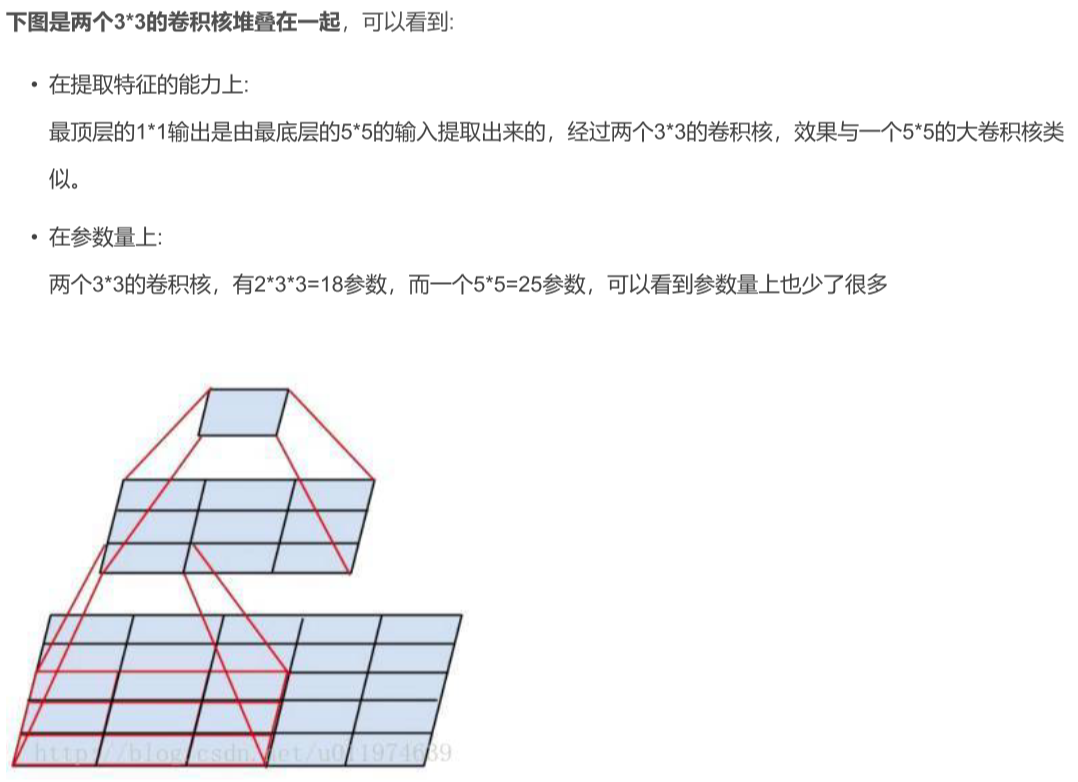 下图是两个3*3的卷积核堆叠在一起，可以看到:
• 在提取特征的能力上:
最顶层的1*1输出是由最底层的5*5的输入提取出来的，经过两个3*3的卷积核，效果与一个5*5的大卷积核类
似。
• 在参数量上:
两个3*3的卷积核，有2*3*3=18参数，而一个5*5=25参数，可以看到参数量上也少了很多
http://blog.csdn.net/u011974639